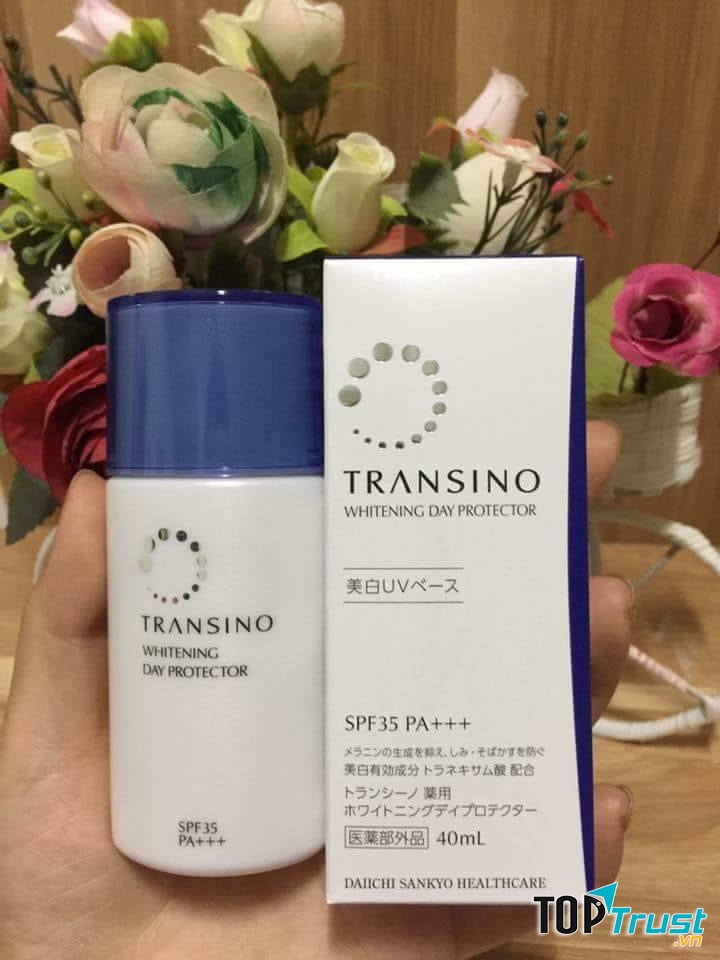 TRANSINO
WHITENING
DAY PROTECTOR
SPF35
PA+++
TRANSINO
WHITENING DAY PROTECTOR
美白UVベース
SPF35 PA+++
メラニンの生成を抑え、しみ・そばかすを防ぐ
美白有効成分 トラネキサム酸 配合
トランシーノ 薬用
ホワイトニングデイプロテクター
医薬部外品 40mL
DAIICHI SANKYO HEALTHCARE
TOPTrust
.vn